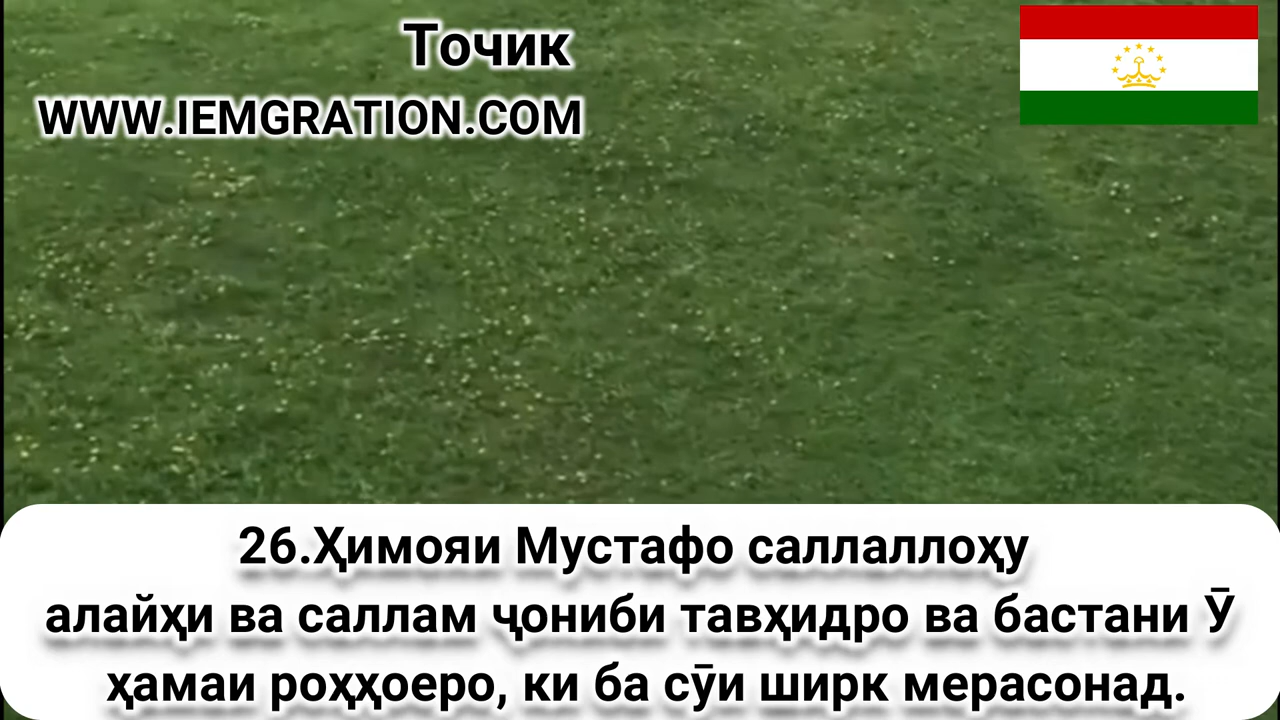 Точик
WWW.IEMGRATION.COM
26.Ҳимояи Мустафо саллаллоҳу
алайҳи ва саллам ҷониби тавҳидро ва бастани Ӯ
ҳамаи роҳҳоеро, ки ба сӯи ширк мерасонад.